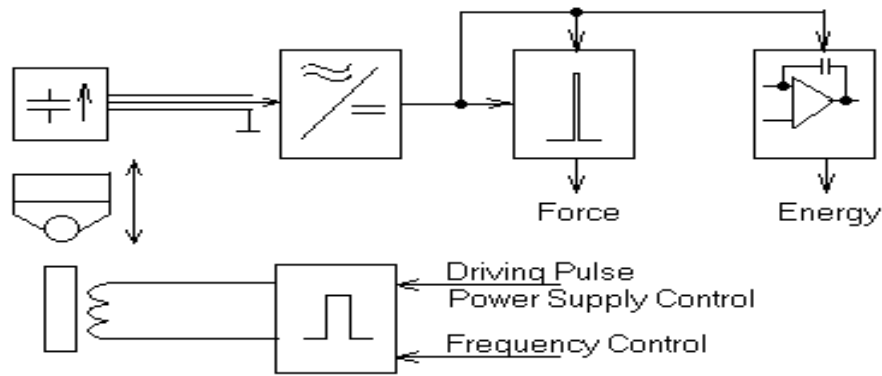 Force
Energy
Driving Pulse
Power Supply Control
Frequency Control